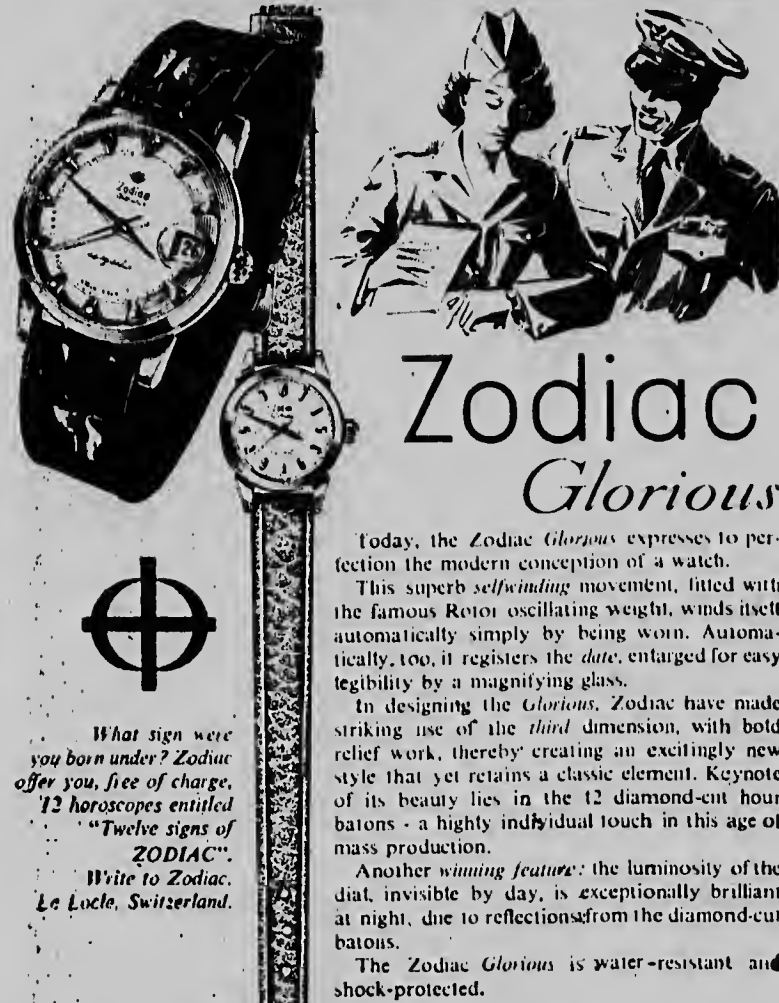 Zodiac
26
Zodiac
Glorious
Today, the Zodiac Glorious expresses to per-
fection the modern conception of a watch.
This superb selfwinding movement, fitted with
the famous Rotor oscillating weight, winds itself
automatically simply by being worn. Automa-
tically, too, it registers the date, enlarged for easy
legibility by a magnifying glass.
In designing the Glorious, Zodiac have made
striking use of the third dimension, with bold
relief work, thereby creating an excitingly new
style that yet retains a classic element. Keynote
of its beauty lies in the 12 diamond-cut hour
batons - a highly individual touch in this age of
mass production.
Another winning feature: the luminosity of the
dial, invisible by day, is exceptionally brilliant
at night, due to reflections from the diamond-cut
batons.
The Zodiac Glorious is water-resistant and
shock-protected.
What sign were
you born under? Zodiac
offer you, free of charge,
12 horoscopes entitled
"Twelve signs of
ZODIAC".
Write to Zodiac,
Le Locle, Switzerland.